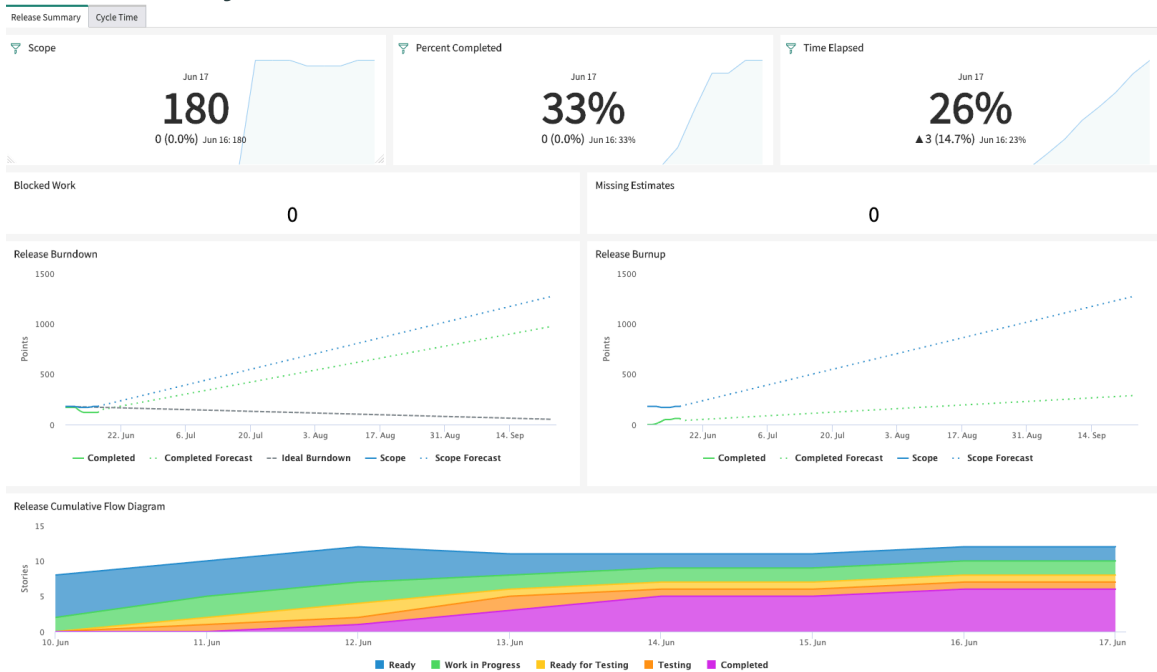 Release Summary
Cycle Time
Scope
Jun 17
180
0 (0.0%) Jun 16: 180
Percent Completed
Jun 17
33%
0 (0.0%) Jun 16: 33%
Time Elapsed
Jun 17
26%
▲3 (14.7%) Jun 16: 23%
Blocked Work
0
Missing Estimates
0
Release Burndown
1500
1000
500
0
Points
22. Jun 6. Jul 20. Jul 3. Aug 17. Aug 31. Aug 14. Sep
Completed Completed Forecast Ideal Burndown Scope Scope Forecast
Release Burnup
1500
1000
500
0
Points
22. Jun 6. Jul 20. Jul 3. Aug 17. Aug 31. Aug 14. Sep
Completed Completed Forecast Scope Scope Forecast
Release Cumulative Flow Diagram
15
10
5
0
Stories
10. Jun 11. Jun 12. Jun 13. Jun 14. Jun 15. Jun 16. Jun 17. Jun
Ready Work in Progress Ready for Testing Testing Completed